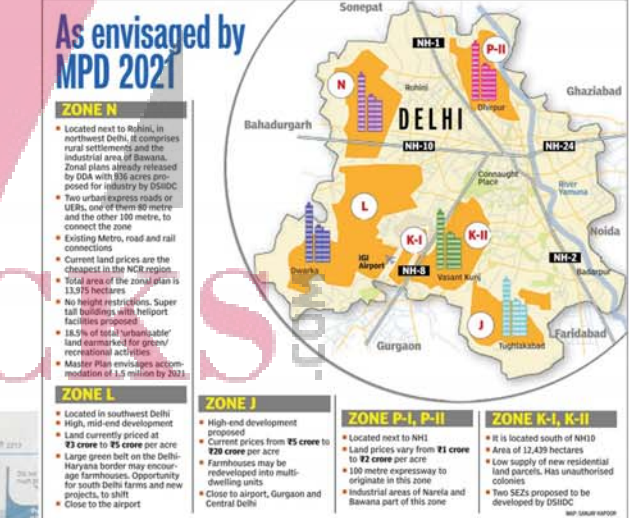 As envisaged by
MPD 2021
ZONE N
Located next to Rohini, in
northwest Delhi. It comprises
rural settlements and the
industrial area of Bawana.
Zonal plans already released
by DDA with 936 acres pro-
posed for industry by DSIIDC
Two urban express roads or
UERs, one of them 80 metre
and the other 100 metre, to
connect the zone
Existing Metro, road and rail
connections
Current land prices are the
cheapest in the NCR region
Total area of the zonal plan is
13,975 hectares
No height restrictions. Super
tall buildings with heliport
facilities proposed
18.5% of total 'urbanisable'
land earmarked for green/
recreational activities
Master Plan envisages accom-
modation of 1.5 million by 2021
ZONE L
Located in southwest Delhi
High, mid-end development
Land currently priced at
₹3 crore to ₹5 crore per acre
Large green belt on the Delhi-
Haryana border may encour-
age farmhouses. Opportunity
for south Delhi farms and new
projects, to shift
Close to the airport
ZONE J
High-end development
proposed
Current prices from ₹5 crore to
₹20 crore per acre
Farmhouses may be
redeveloped into multi-
dwelling units
Close to airport, Gurgaon and
Central Delhi
ZONE P-I, P-II
Located next to NH1
Land prices vary from ₹1 crore
to ₹2 crore per acre
100 metre expressway to
originate in this zone
Industrial areas of Narela and
Bawana part of this zone
ZONE K-I, K-II
It is located south of NH10
Area of 12,439 hectares
Low supply of new residential
land parcels. Has unauthorised
colonies
Two SEZs proposed to be
developed by DSIIDC
MAP: SANJAY KAPOOR
Sonepat
NH-1
P-II
N
Rohini
Dhirpur
Ghaziabad
DELHI
Bahadurgarh
NH-10
NH-24
Connaught
Place
River
Yamuna
L
K-I
K-II
Noida
Dwarka
IGI
Airport
NH-8
Vasant Kunj
NH-2
Badarpur
J
Tughlakabad
Gurgaon
Faridabad
CKS
.com